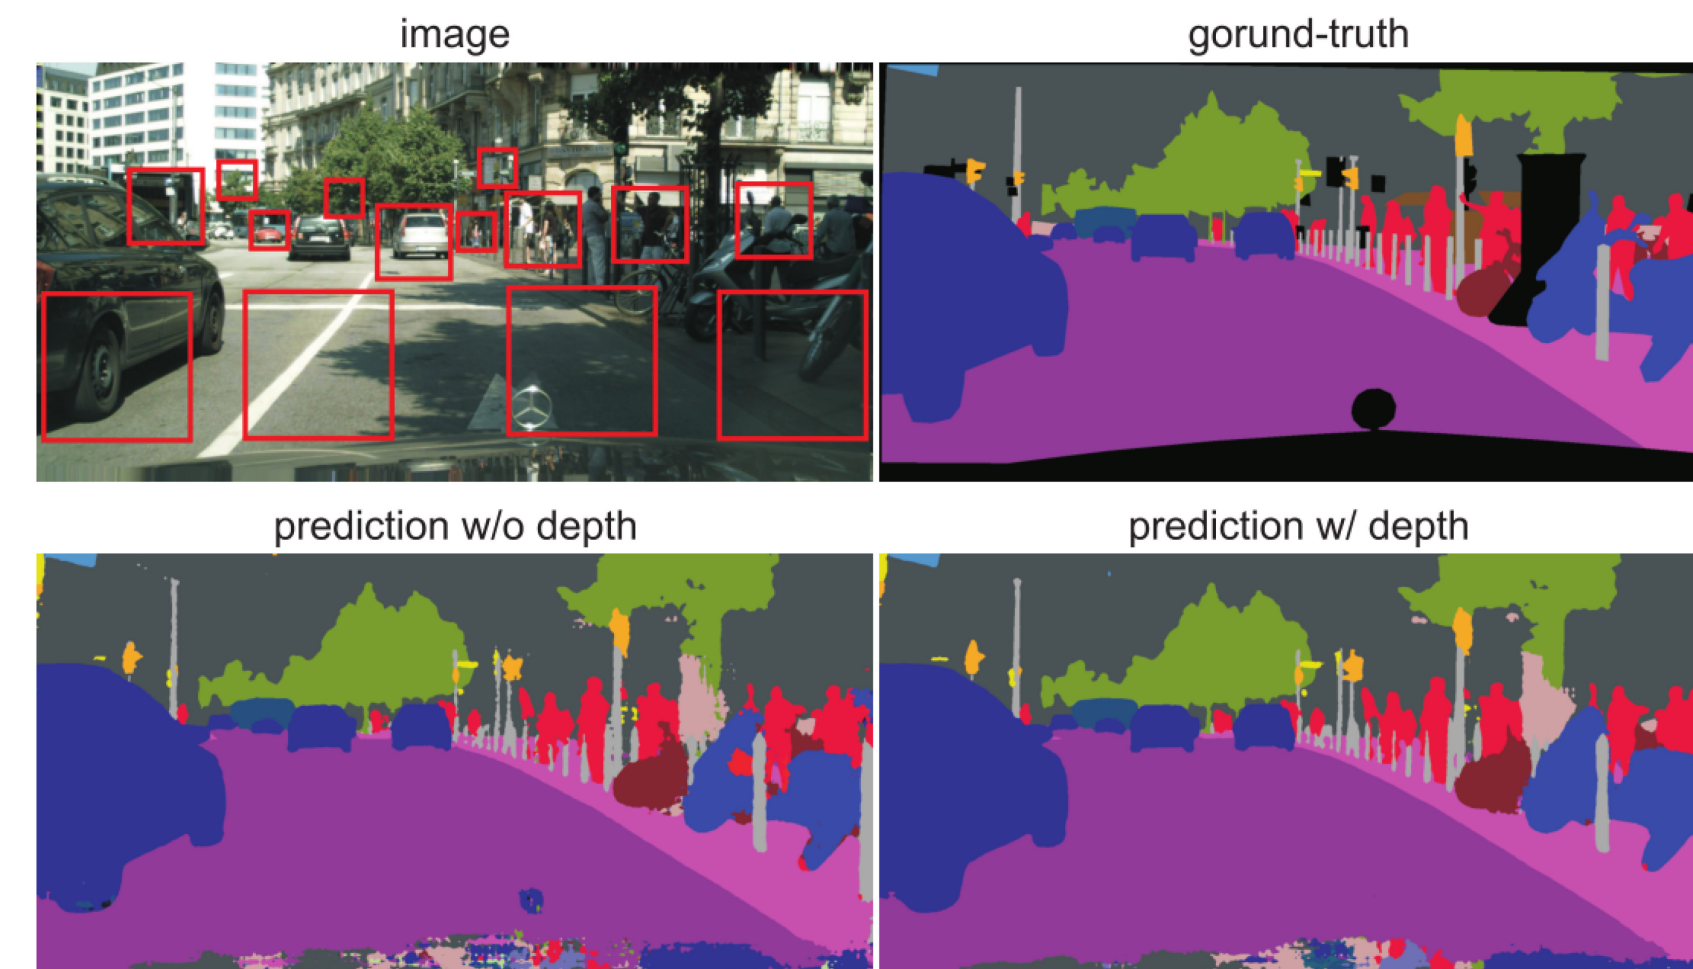 image
gorund-truth
prediction w/o depth
prediction w/ depth